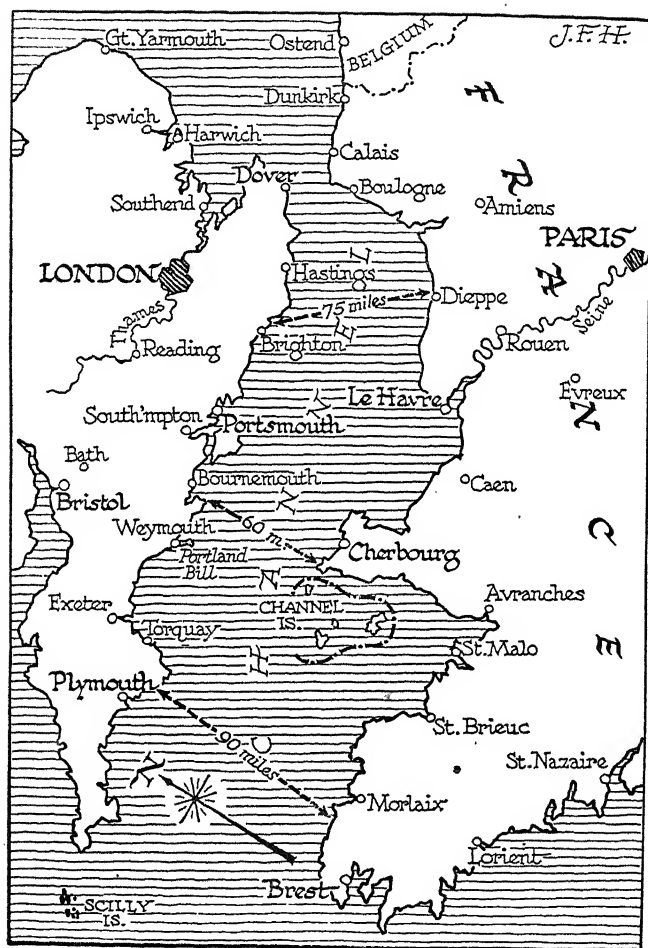 Gt. Yarmouth
Ostend
BELGIUM
J.F.H.
Dunkirk
Ipswich
Harwich
Calais
Dover
Boulogne
Southend
Amiens
PARIS
LONDON
Hastings
Dieppe
75 miles
Thames
Seine
Brighton
Rouen
Reading
Evreux
Le Havre
South'mpton
Portsmouth
Bath
Caen
Bournemouth
Bristol
60 m.
Weymouth
Cherbourg
Portland
Bill
CHANNEL
IS.
Avranches
Exeter
Torquay
St. Malo
Plymouth
St. Brieuc
90 miles
St. Nazaire
N
Morlaix
Lorient
Brest
SCILLY
IS.
FRANCE
CHANNEL